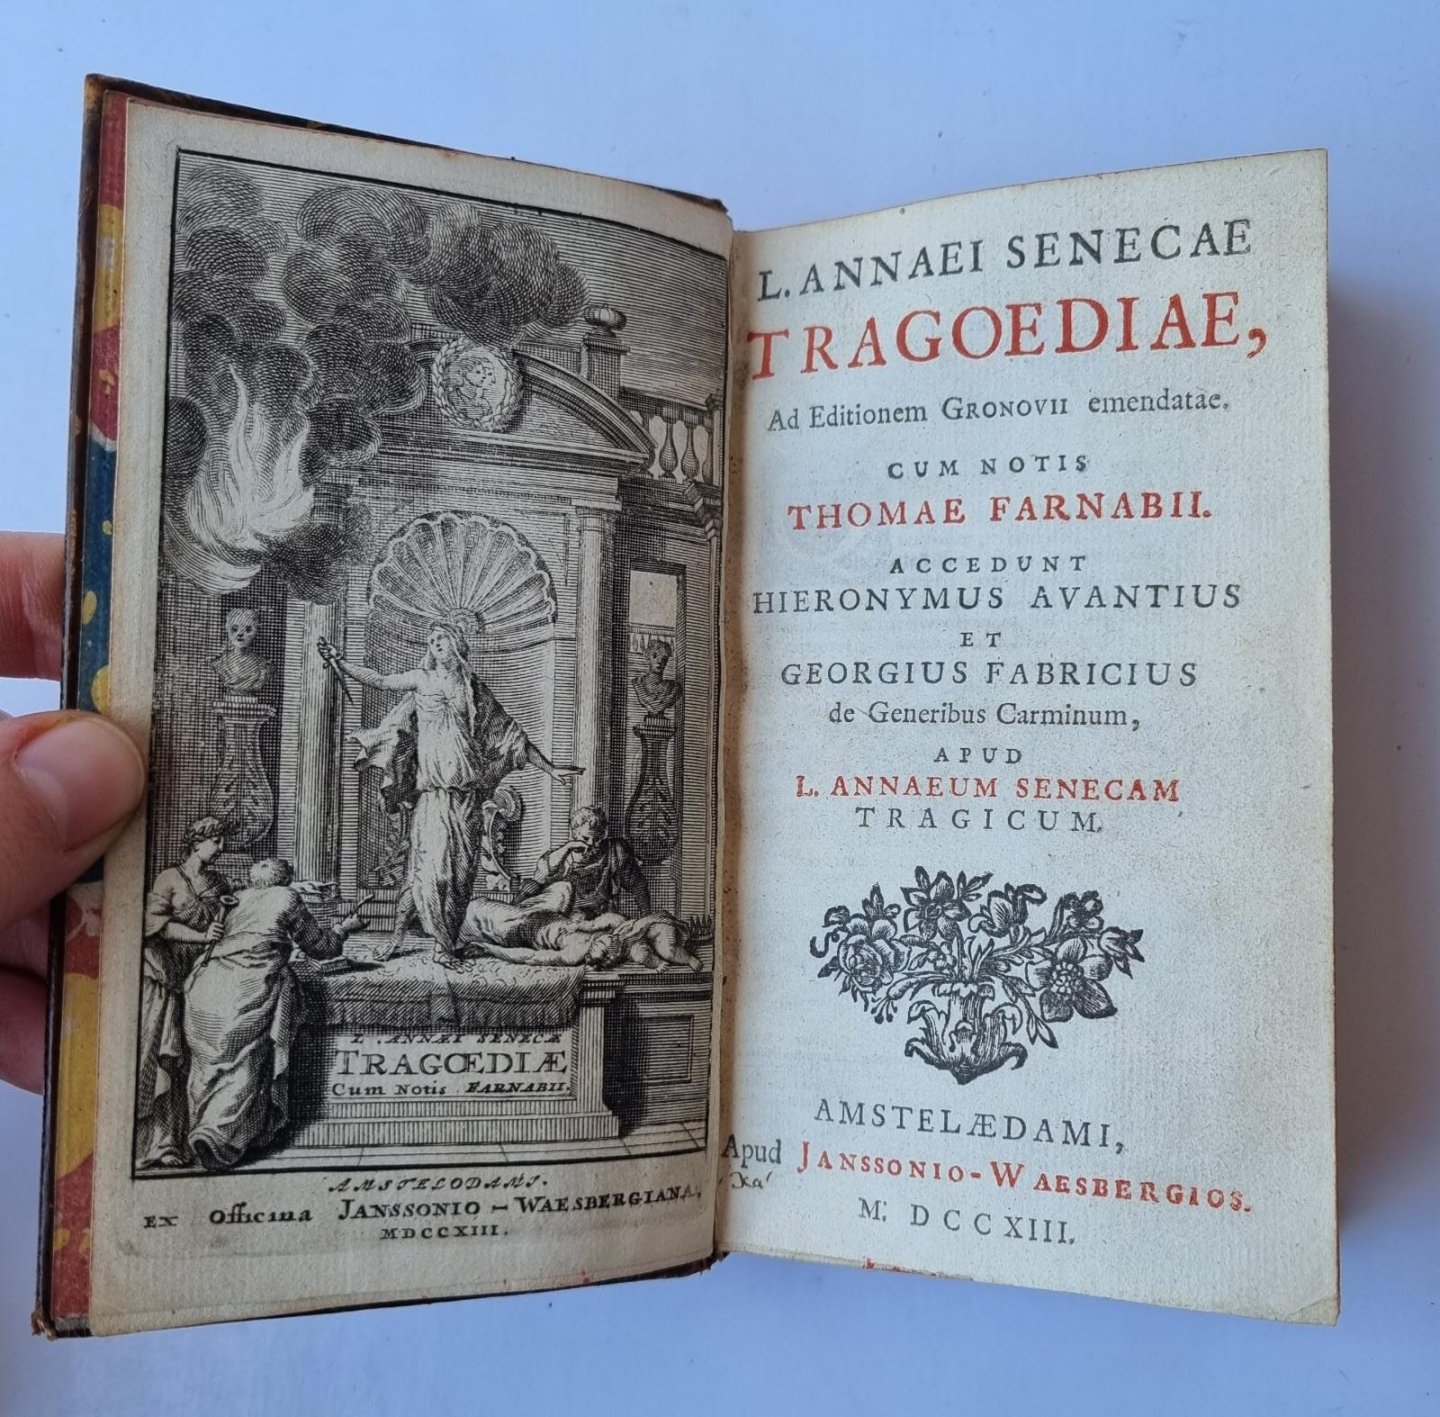 L. ANNÆI SENECÆ
TRAGŒDIÆ
Cum Notis FARNABII.
AMSTELODAMI.
EX Officina JANSSONIO-WAESBERGIANA,
MDCCXIII.
L. ANNAEI SENECAE
TRAGOEDIAE,
Ad Editionem GRONOVII emendatae.
CUM NOTIS
THOMAE FARNABII.
ACCEDUNT
HIERONYMUS AVANTIUS
ET
GEORGIUS FABRICIUS
de Generibus Carminum,
APUD
L. ANNAEUM SENECAM
TRAGICUM.
AMSTELÆDAMI,
Apud JANSSONIO-WAESBERGIOS.
M. DCCXIII.